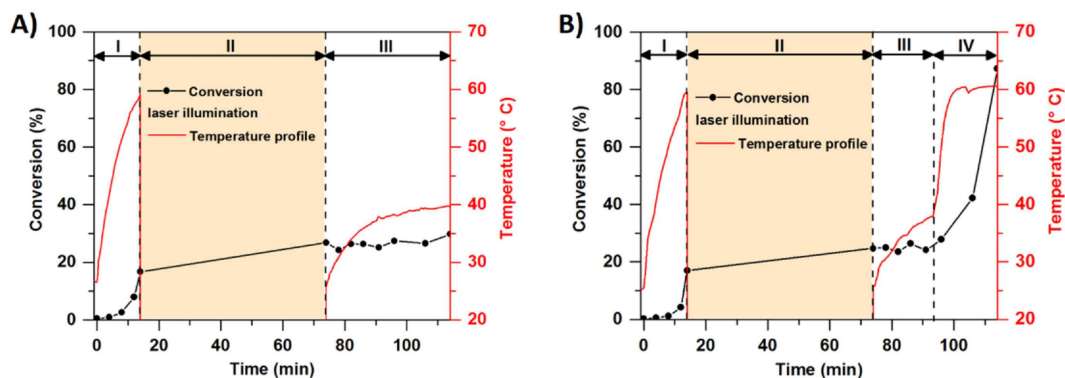 A)
I II III
Conversion
laser illumination
Temperature profile
Conversion (%)
100
80
60
40
20
0
0 20 40 60 80 100
Time (min)
70
60
50
40
30
20
Temperature (° C)
B)
I II III IV
Conversion
laser illumination
Temperature profile
Conversion (%)
100
80
60
40
20
0
0 20 40 60 80 100
Time (min)
70
60
50
40
30
20
Temperature (° C)